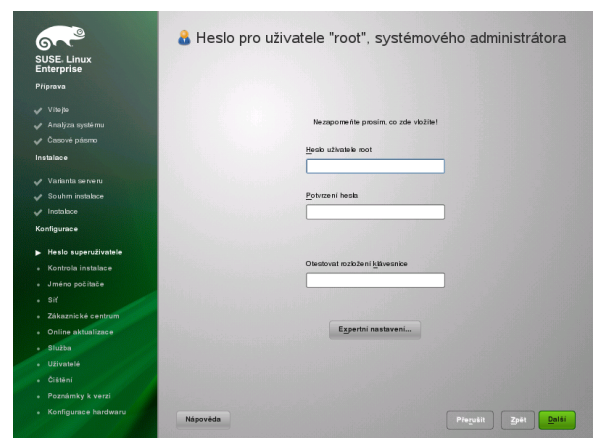 SUSE. Linux
Enterprise
Příprava
Vítejte
Analýza systému
Časové pásmo
Instalace
Varianta serveru
Souhrn instalace
Instalace
Konfigurace
Heslo superuživatele
Kontrola instalace
Jméno počítače
Síť
Zákaznické centrum
Online aktualizace
Služba
Uživatelé
Čištění
Poznámky k verzi
Konfigurace hardwaru
Heslo pro uživatele "root", systémového administrátora
Nezapomeňte prosím, co zde vložíte!
Heslo uživatele root
Potvrzení hesla
Otestovat rozložení klávesnice
Expertní nastavení...
Nápověda
Přerušit
Zpět
Další